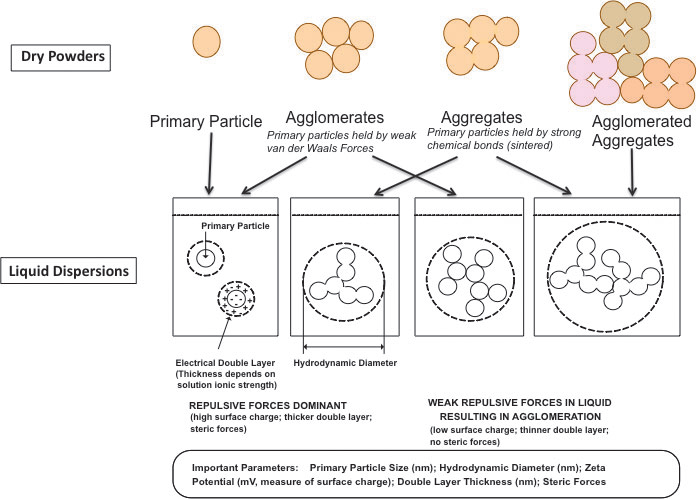 Dry Powders
Primary Particle
Agglomerates
Primary particles held by weak
van der Waals Forces
Aggregates
Primary particles held by strong
chemical bonds (sintered)
Agglomerated
Aggregates
Liquid Dispersions
Primary Particle
Electrical Double Layer
(Thickness depends on
solution ionic strength)
Hydrodynamic Diameter
REPULSIVE FORCES DOMINANT
(high surface charge; thicker double layer;
steric forces)
WEAK REPULSIVE FORCES IN LIQUID
RESULTING IN AGGLOMERATION
(low surface charge; thinner double layer;
no steric forces)
Important Parameters: Primary Particle Size (nm); Hydrodynamic Diameter (nm); Zeta
Potential (mV, measure of surface charge); Double Layer Thickness (nm); Steric Forces